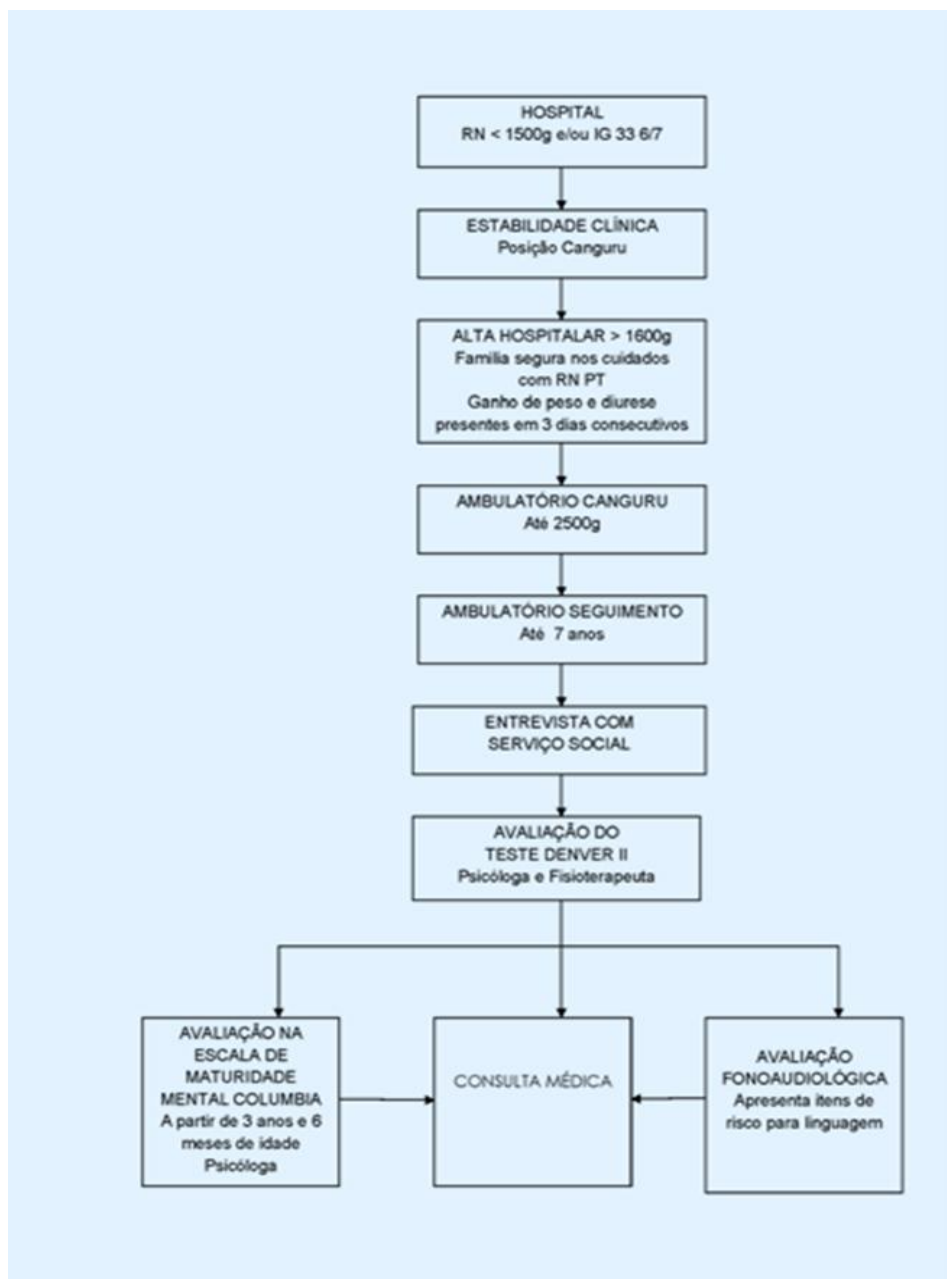 HOSPITAL
RN < 1500g e/ou IG 33 6/7
ESTABILIDADE CLÍNICA
Posição Canguru
ALTA HOSPITALAR > 1600g
Familia segura nos cuidados
com RN PT
Ganho de peso e diurese
presentes em 3 dias consecutivos
AMBULATÓRIO CANGURU
Até 2500g
AMBULATÓRIO SEGUIMENTO
Até 7 anos
ENTREVISTA COM
SERVIÇO SOCIAL
AVALIAÇÃO DO
TESTE DENVER II
Psicóloga e Fisioterapeuta
AVALIAÇÃO NA
ESCALA DE
MATURIDADE
MENTAL COLUMBIA
A partir de 3 anos e 6
meses de idade
Psicóloga
CONSULTA MÉDICA
AVALIAÇÃO
FONOAUDIOLÓGICA
Apresenta itens de
risco para linguagem